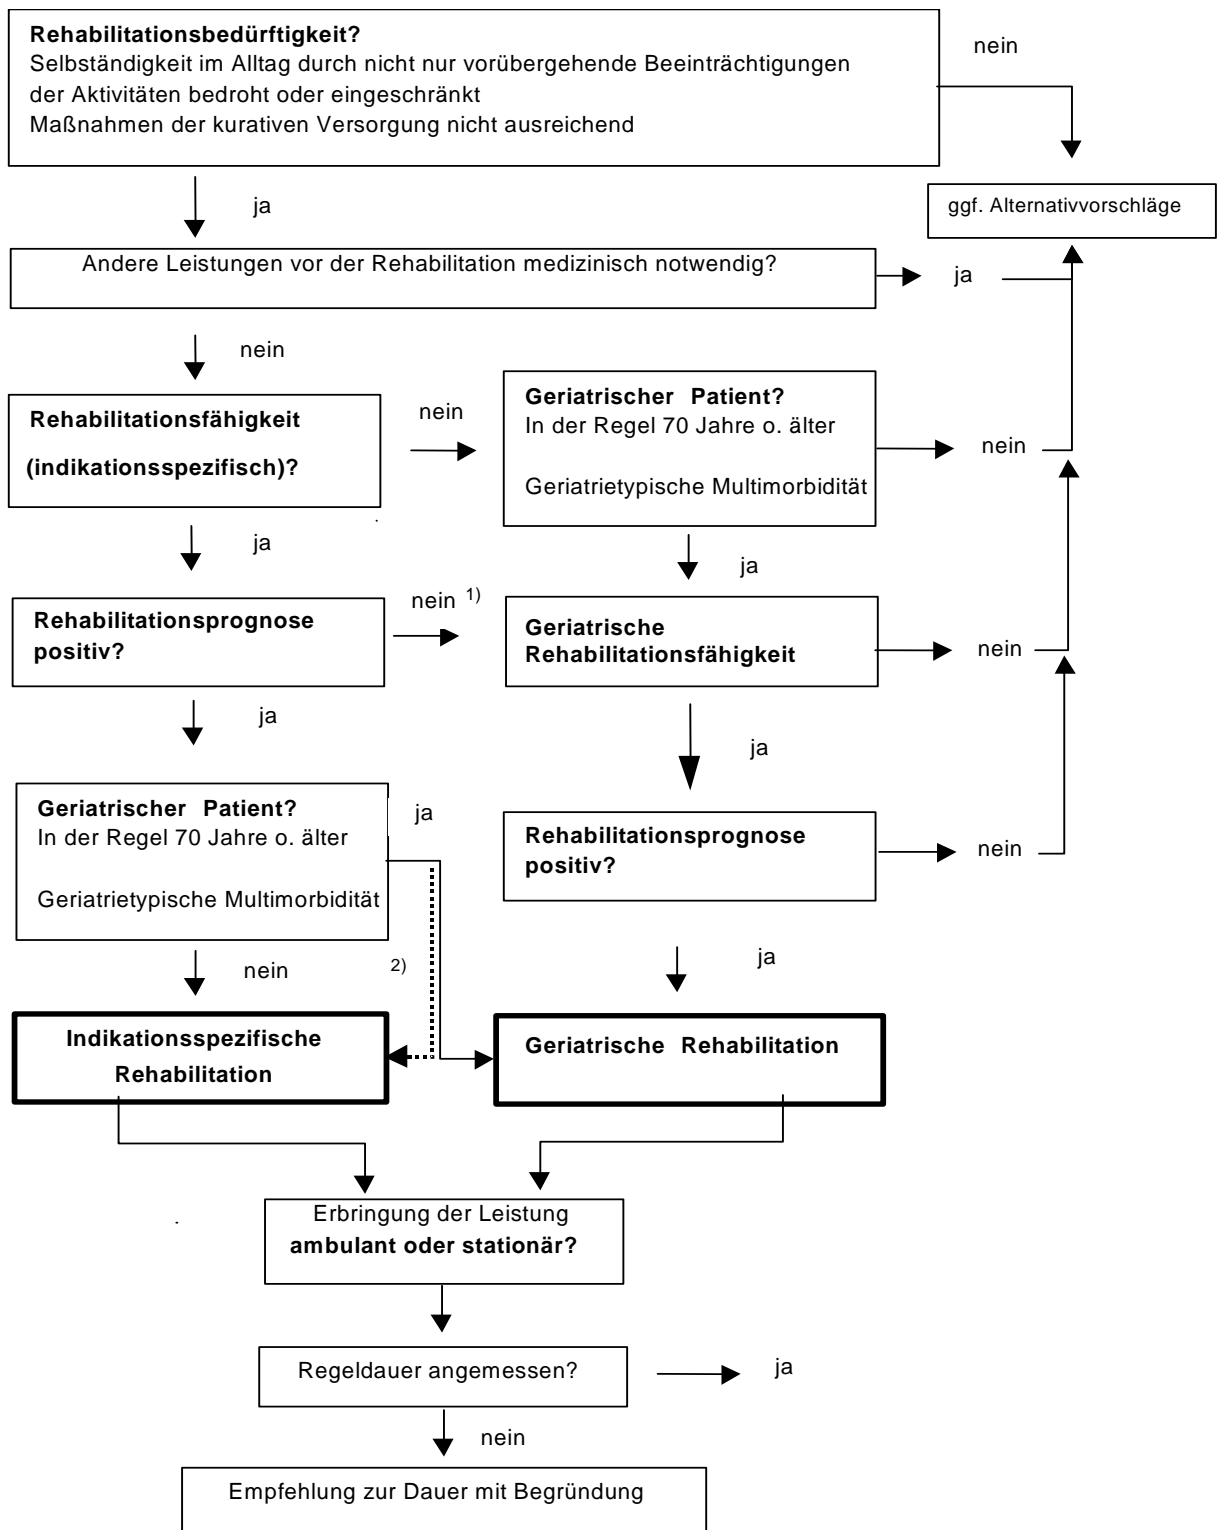 Rehabilitationsbedürftigkeit?
Selbständigkeit im Alltag durch nicht nur vorübergehende Beeinträchtigungen
der Aktivitäten bedroht oder eingeschränkt
Maßnahmen der kurativen Versorgung nicht ausreichend
nein
ja
ggf. Alternativvorschläge
Andere Leistungen vor der Rehabilitation medizinisch notwendig?
ja
nein
Rehabilitationsfähigkeit
(indikationsspezifisch)?
nein
Geriatrischer Patient?
In der Regel 70 Jahre o. älter
Geriatrietypische Multimorbidität
nein
ja
ja
Rehabilitationsprognose
positiv?
nein 1)
Geriatrische
Rehabilitationsfähigkeit
nein
ja
ja
Geriatrischer Patient?
In der Regel 70 Jahre o. älter
Geriatrietypische Multimorbidität
ja
Rehabilitationsprognose
positiv?
nein
nein
2)
ja
Indikationsspezifische
Rehabilitation
Geriatrische Rehabilitation
Erbringung der Leistung
ambulant oder stationär?
Regeldauer angemessen?
ja
nein
Empfehlung zur Dauer mit Begründung